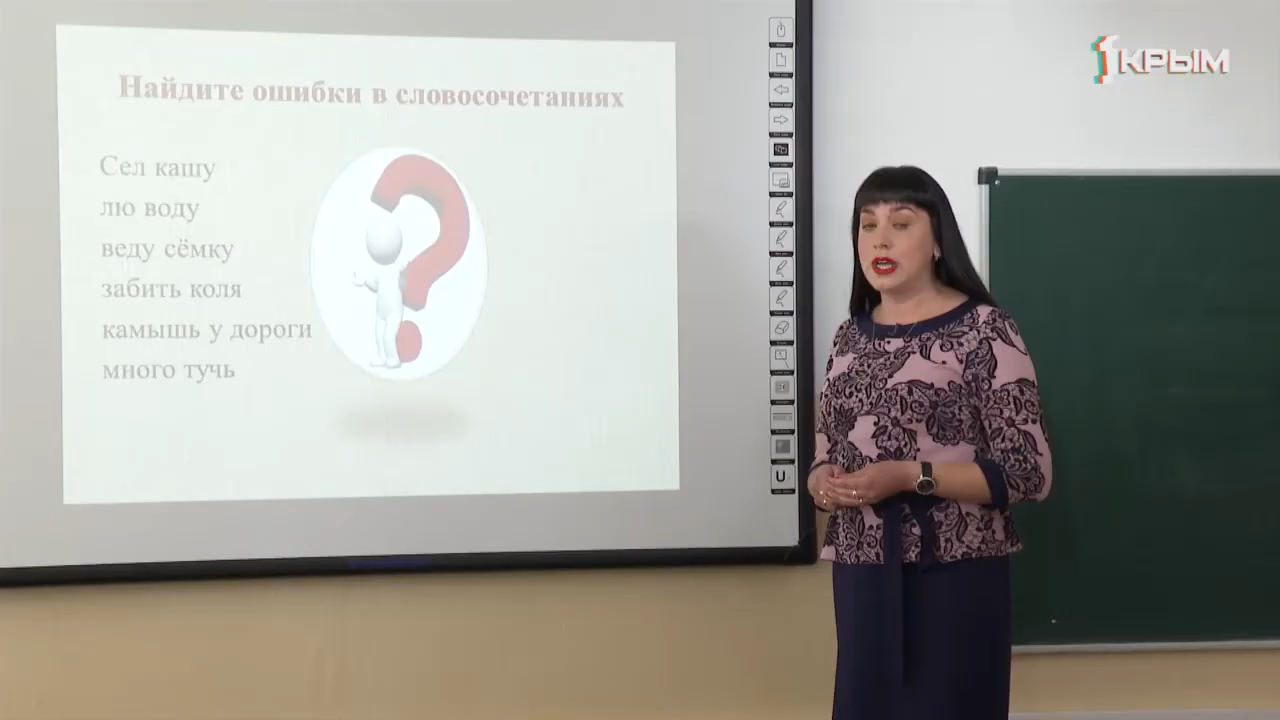 Найдите ошибки в словосочетаниях
Сел кашу
лю воду
веду сёмку
забить коля
камышь у дороги
много тучь
1КРЫМ
U